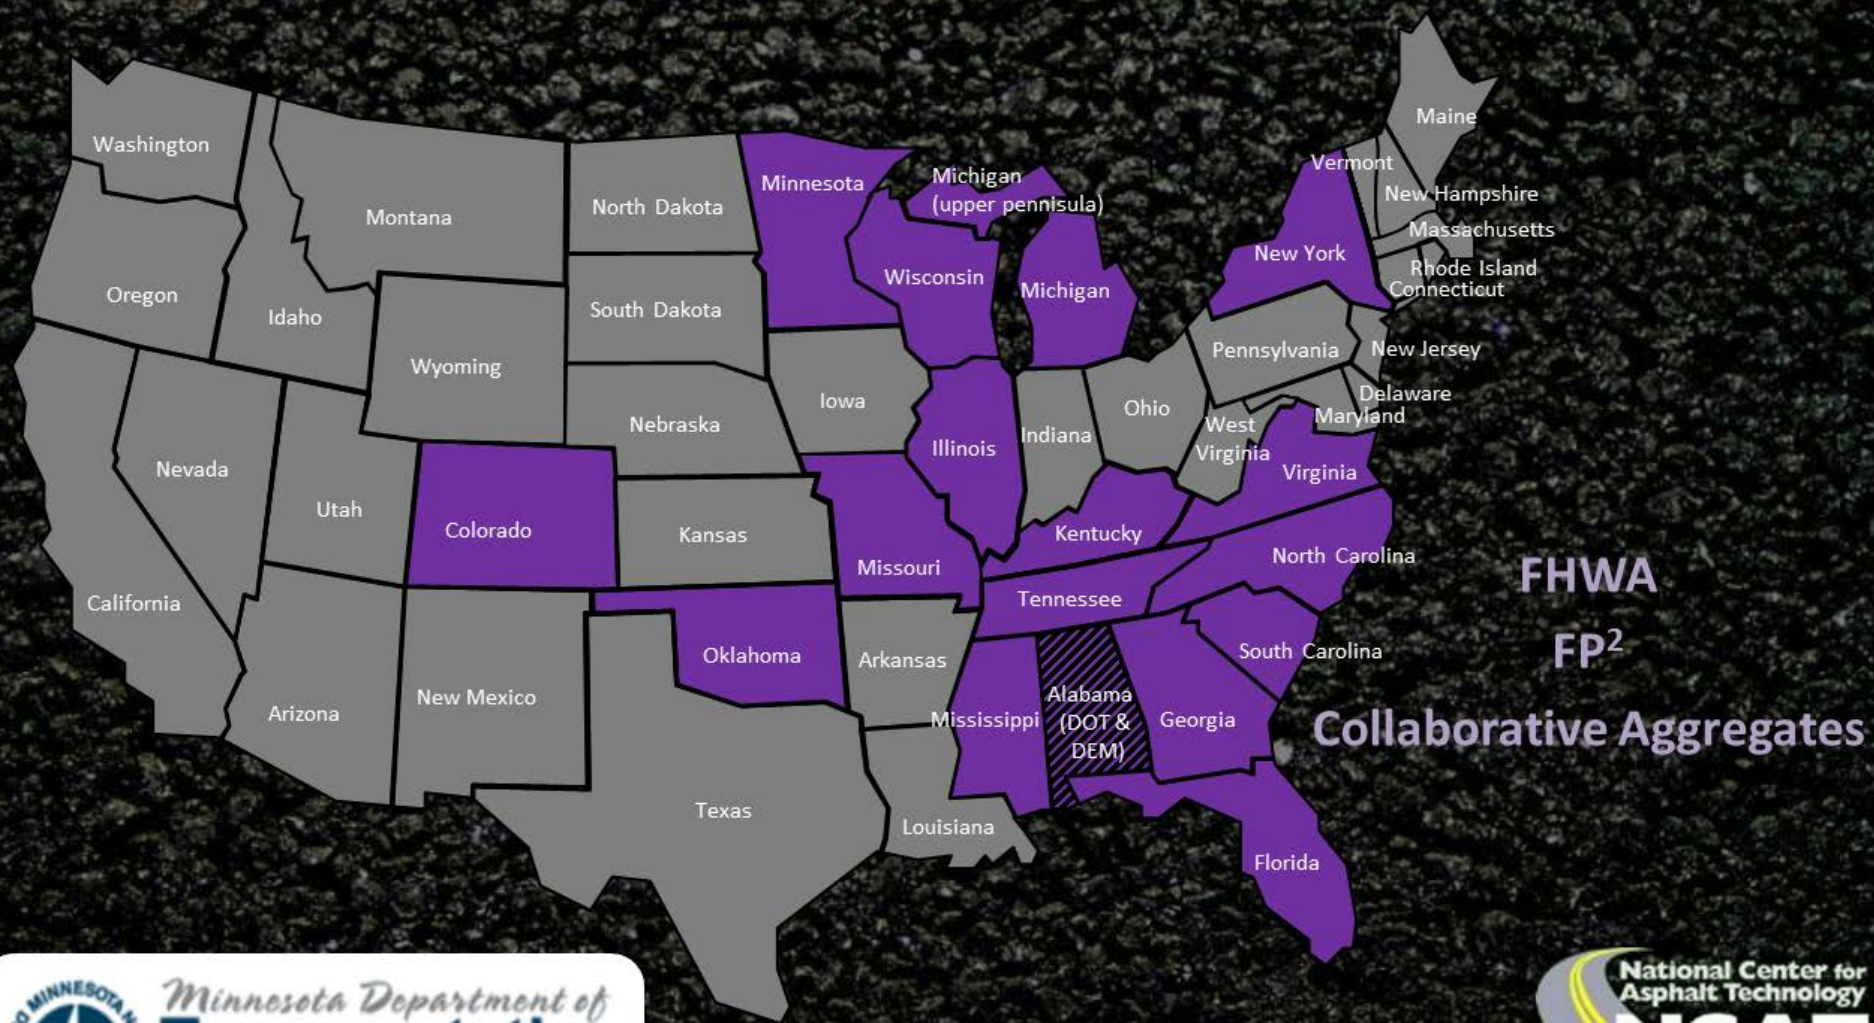 Maine
Washington
Vermont
Minnesota
Michigan
(upper pennisula)
New Hampshire
North Dakota
Montana
Massachusetts
New York
Rhode Island
Wisconsin
Connecticut
Michigan
Oregon
South Dakota
Idaho
Pennsylvania
New Jersey
Wyoming
Delaware
Iowa
Ohio
Maryland
Nebraska
West
Virginia
Indiana
Illinois
Nevada
Virginia
Utah
Colorado
Kansas
Kentucky
North Carolina
Missouri
California
Tennessee
South Carolina
Oklahoma
Arkansas
New Mexico
Alabama
(DOT &
DEM)
Arizona
Mississippi
Georgia
Texas
Louisiana
Florida
FHWA
FP²
Collaborative Aggregates
MINNESOTA
Minnesota Department of
National Center for
Asphalt Technology